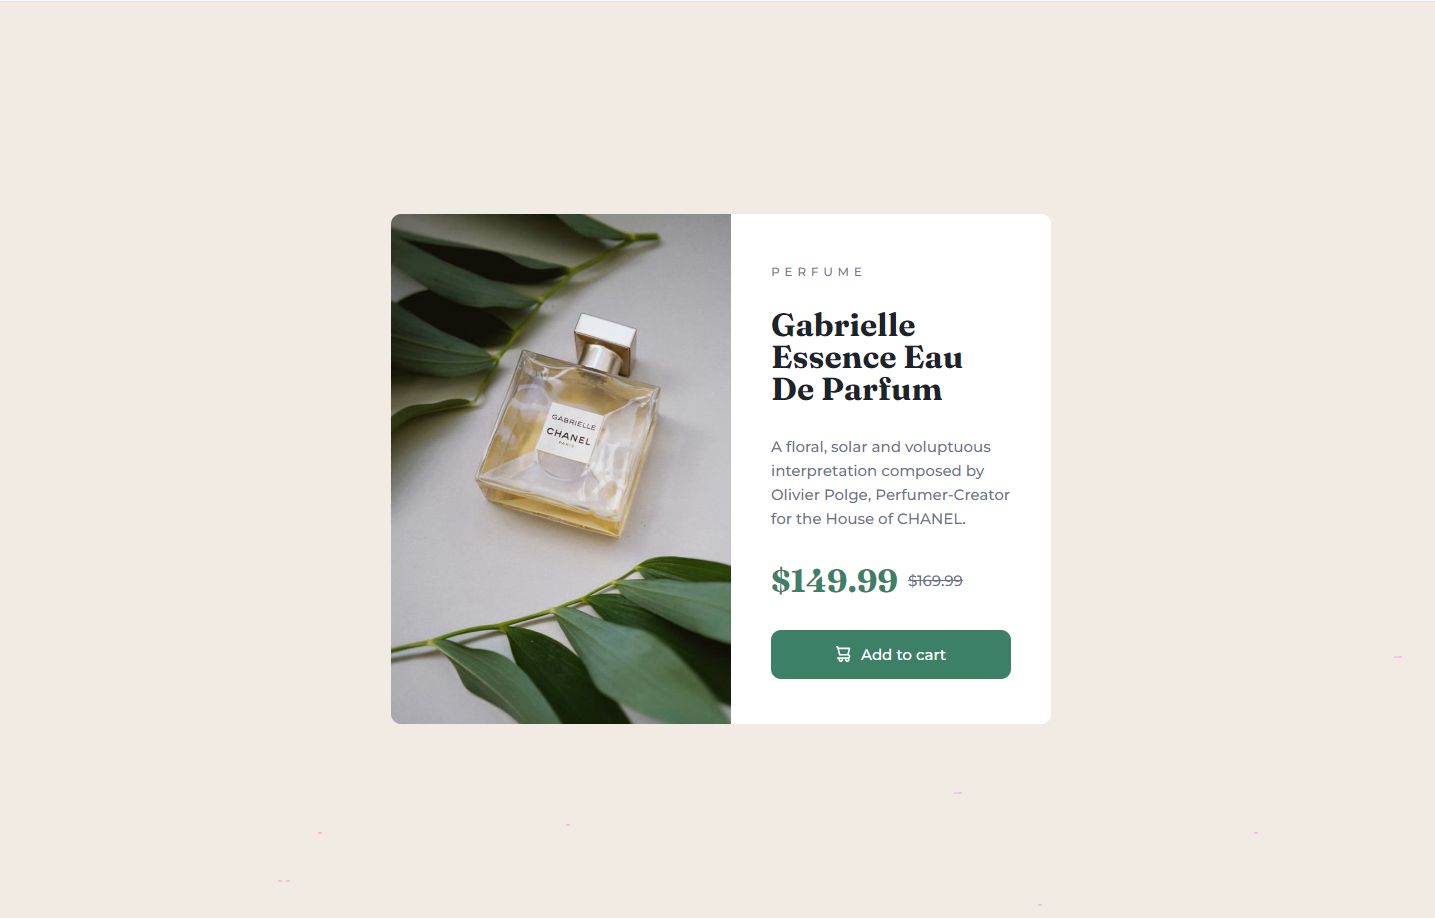 GABRIELLE
CHANEL
PARIS
PERFUME
Gabrielle
Essence Eau
De Parfum
A floral, solar and voluptuous
interpretation composed by
Olivier Polge, Perfumer-Creator
for the House of CHANEL.
$149.99 $169.99
Add to cart